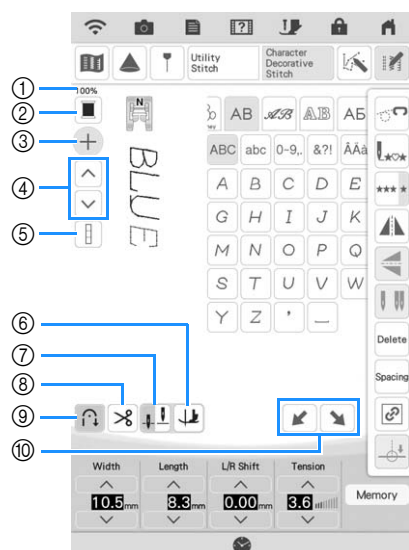 Utility Stitch
Character Decorative Stitch
① 100%
②
③
④
⑤
N
BLUE
AB AB AB АБ
ABC abc 0~9,. &?! ÄÄä
A B C D E
G H I J K
M N O P Q
S T U V W
Y Z ' _
Delete
Spacing
⑥
⑦
⑧
⑨
⑩
Width Length L/R Shift Tension
10.5mm 8.3mm 0.00mm 3.6
Memory